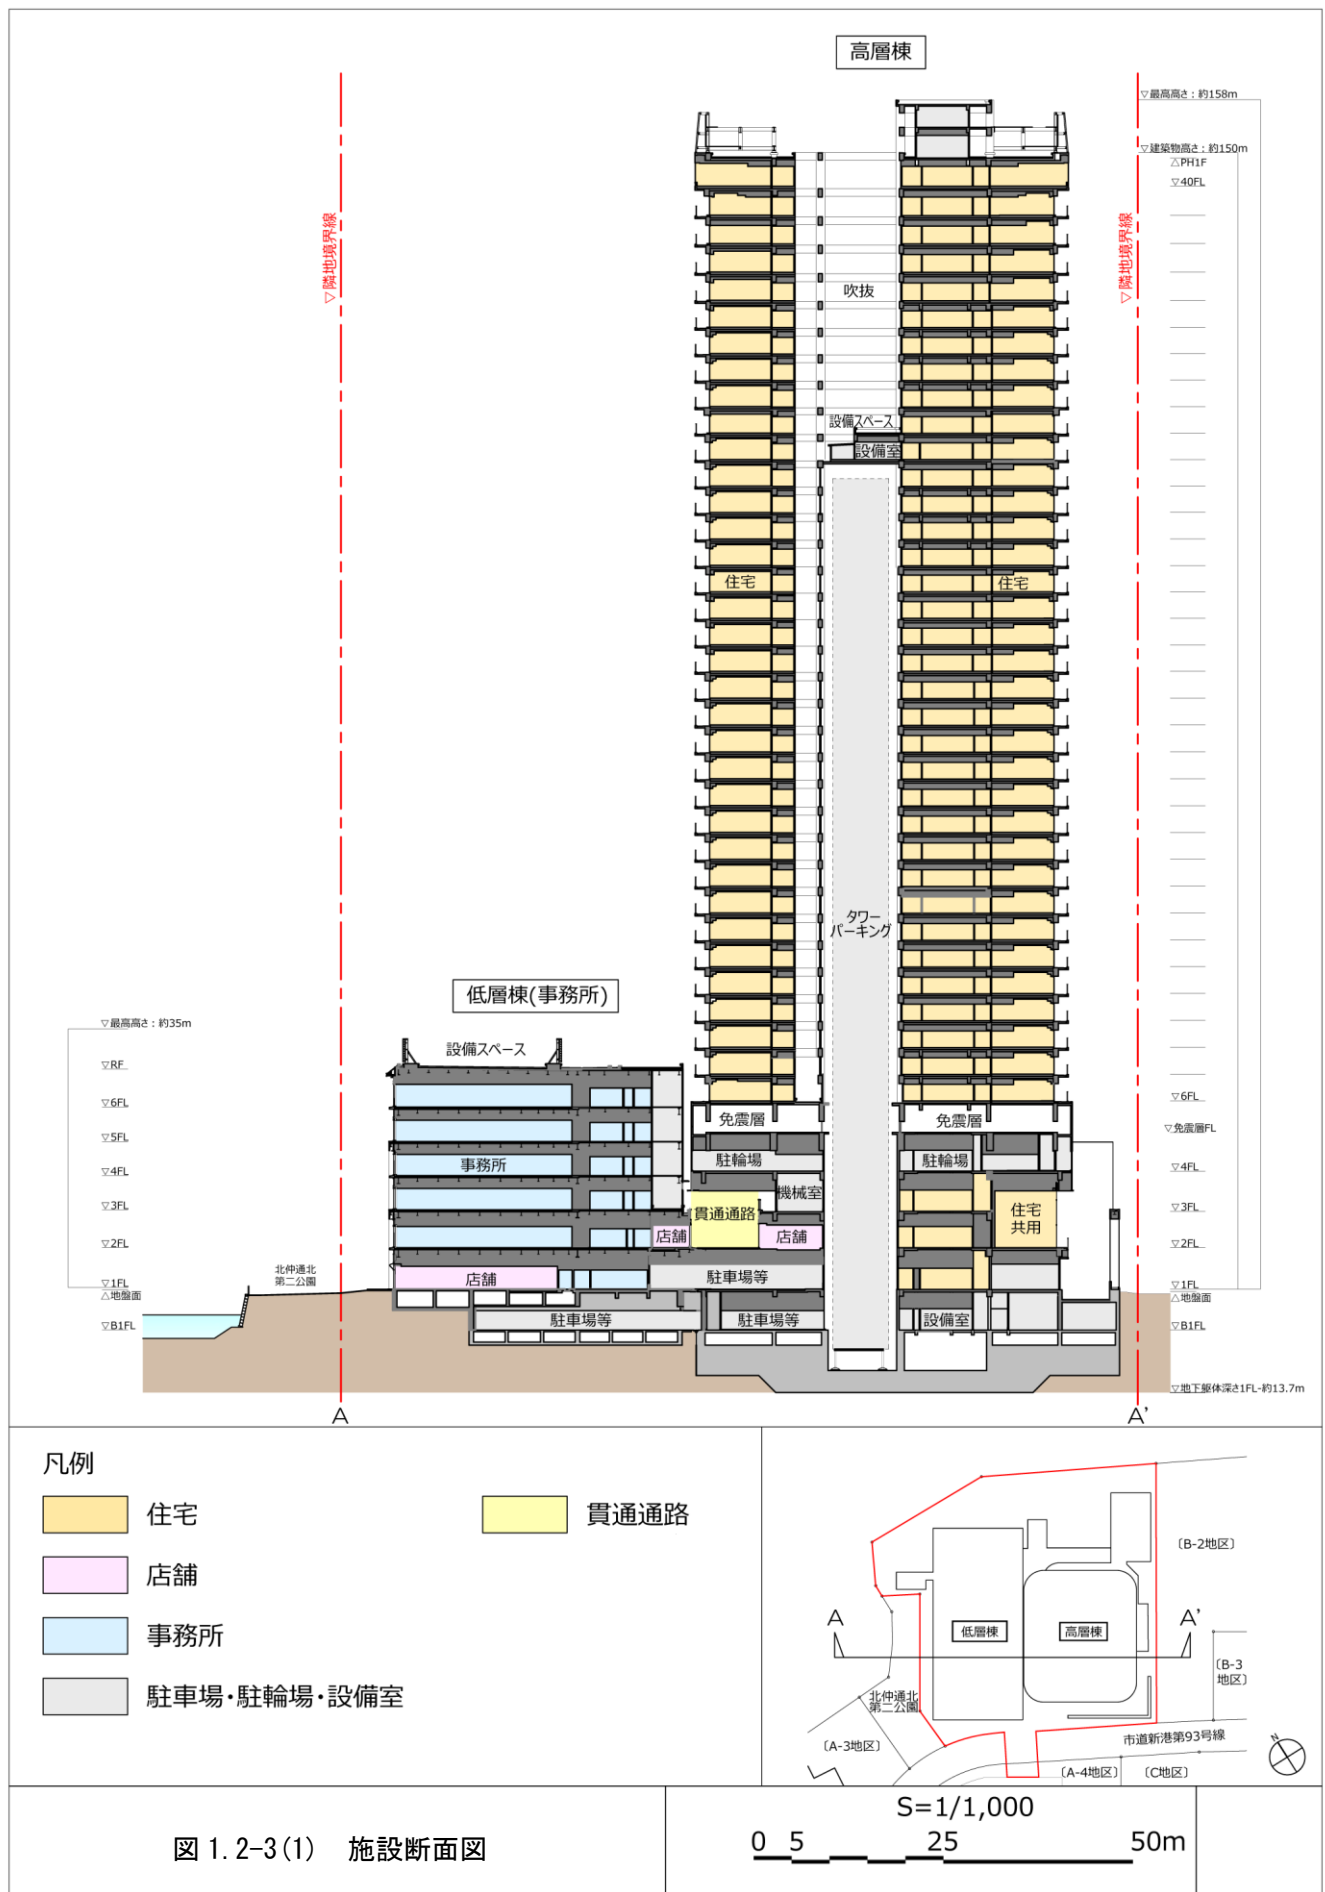 高層棟
▽最高高さ：約158m
▽建築物高さ：約150m
△PH1F
▽40FL
▽隣地境界線
▽隣地境界線
吹抜
設備スペース
設備室
住宅
住宅
タワー
パーキング
低層棟(事務所)
▽最高高さ：約35m
設備スペース
▽RF
▽6FL
▽5FL
▽4FL
▽3FL
▽2FL
▽1FL
△地盤面
▽B1FL
北仲通北
第二公園
事務所
店舗
免震層
免震層
駐輪場
駐輪場
機械室
貫通通路
店舗
店舗
住宅
共用
駐車場等
駐車場等
駐車場等
設備室
▽6FL
▽免震層FL
▽4FL
▽3FL
▽2FL
▽1FL
△地盤面
▽B1FL
▽地下躯体深さ1FL-約13.7m
A
A'
凡例
住宅
貫通通路
店舗
事務所
駐車場・駐輪場・設備室
〔B-2地区〕
A
A'
低層棟
高層棟
〔B-3
地区〕
北仲通北
第二公園
〔A-3地区〕
市道新港第93号線
〔A-4地区〕
〔C地区〕
N
図 1.2-3(1) 施設断面図
S=1/1,000
0 5 25 50m